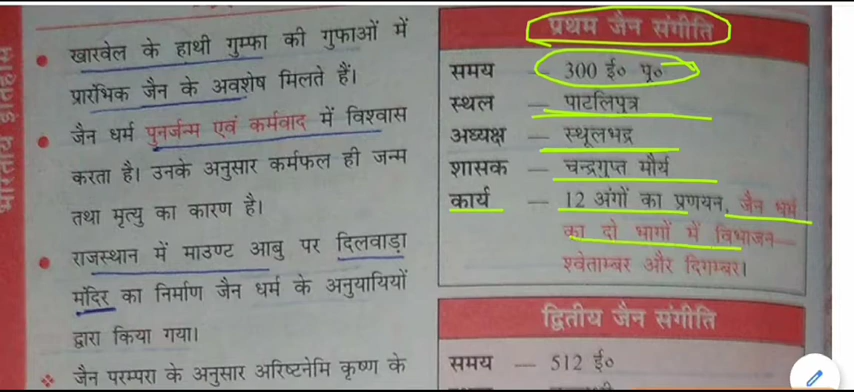 भारतीय इतिहास
खारवेल के हाथी गुम्फा की गुफाओं में
प्रारंभिक जैन के अवशेष मिलते हैं।
जैन धर्म पुनर्जन्म एवं कर्मवाद में विश्वास
करता है। उनके अनुसार कर्मफल ही जन्म
तथा मृत्यु का कारण है।
राजस्थान में माउण्ट आबु पर दिलवाड़ा
मंदिर का निर्माण जैन धर्म के अनुयायियों
द्वारा किया गया।
जैन परम्परा के अनुसार अरिष्टनेमि कृष्ण के
प्रथम जैन संगीति
समय – 300 ई० पू०
स्थल – पाटलिपुत्र
अध्यक्ष – स्थूलभद्र
शासक – चन्द्रगुप्त मौर्य
कार्य – 12 अंगों का प्रणयन, जैन धर्म
का दो भागों में विभाजन—
श्वेताम्बर और दिगम्बर।
द्वितीय जैन संगीति
समय – 512 ई०